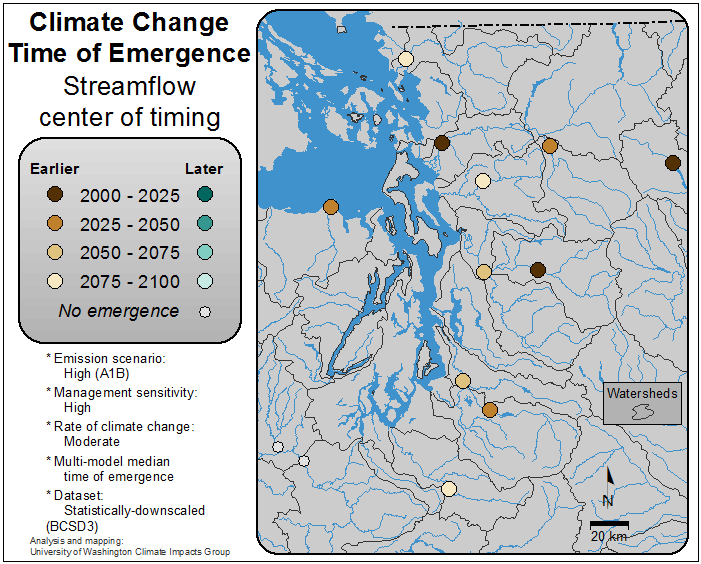 Climate Change
Time of Emergence
Streamflow
center of timing
Earlier Later
2000 - 2025
2025 - 2050
2050 - 2075
2075 - 2100
No emergence
* Emission scenario:
High (A1B)
* Management sensitivity:
High
* Rate of climate change:
Moderate
* Multi-model median
time of emergence
* Dataset:
Statistically-downscaled
(BCSD3)
Analysis and mapping:
University of Washington Climate Impacts Group
Watersheds
N
20 km